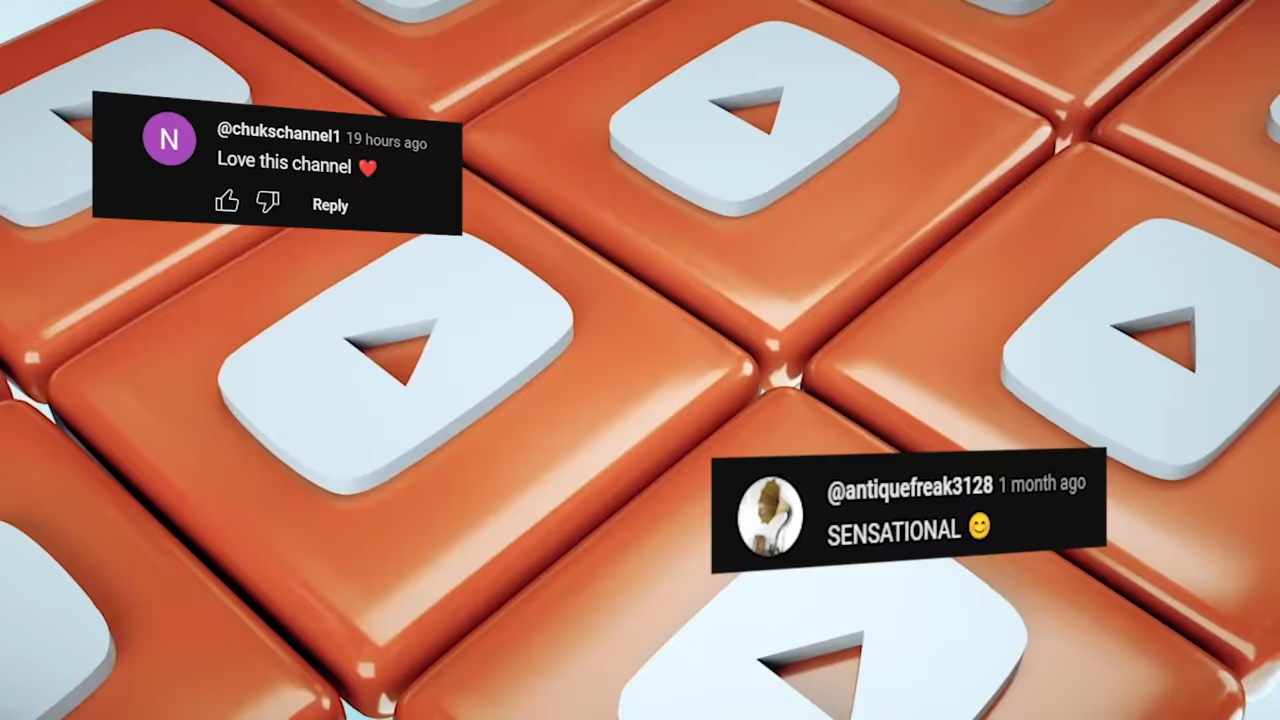 N
@chukschannel1 19 hours ago
Love this channel ❤️
Reply
@antiquefreak3128 1 month ago
SENSATIONAL 😊